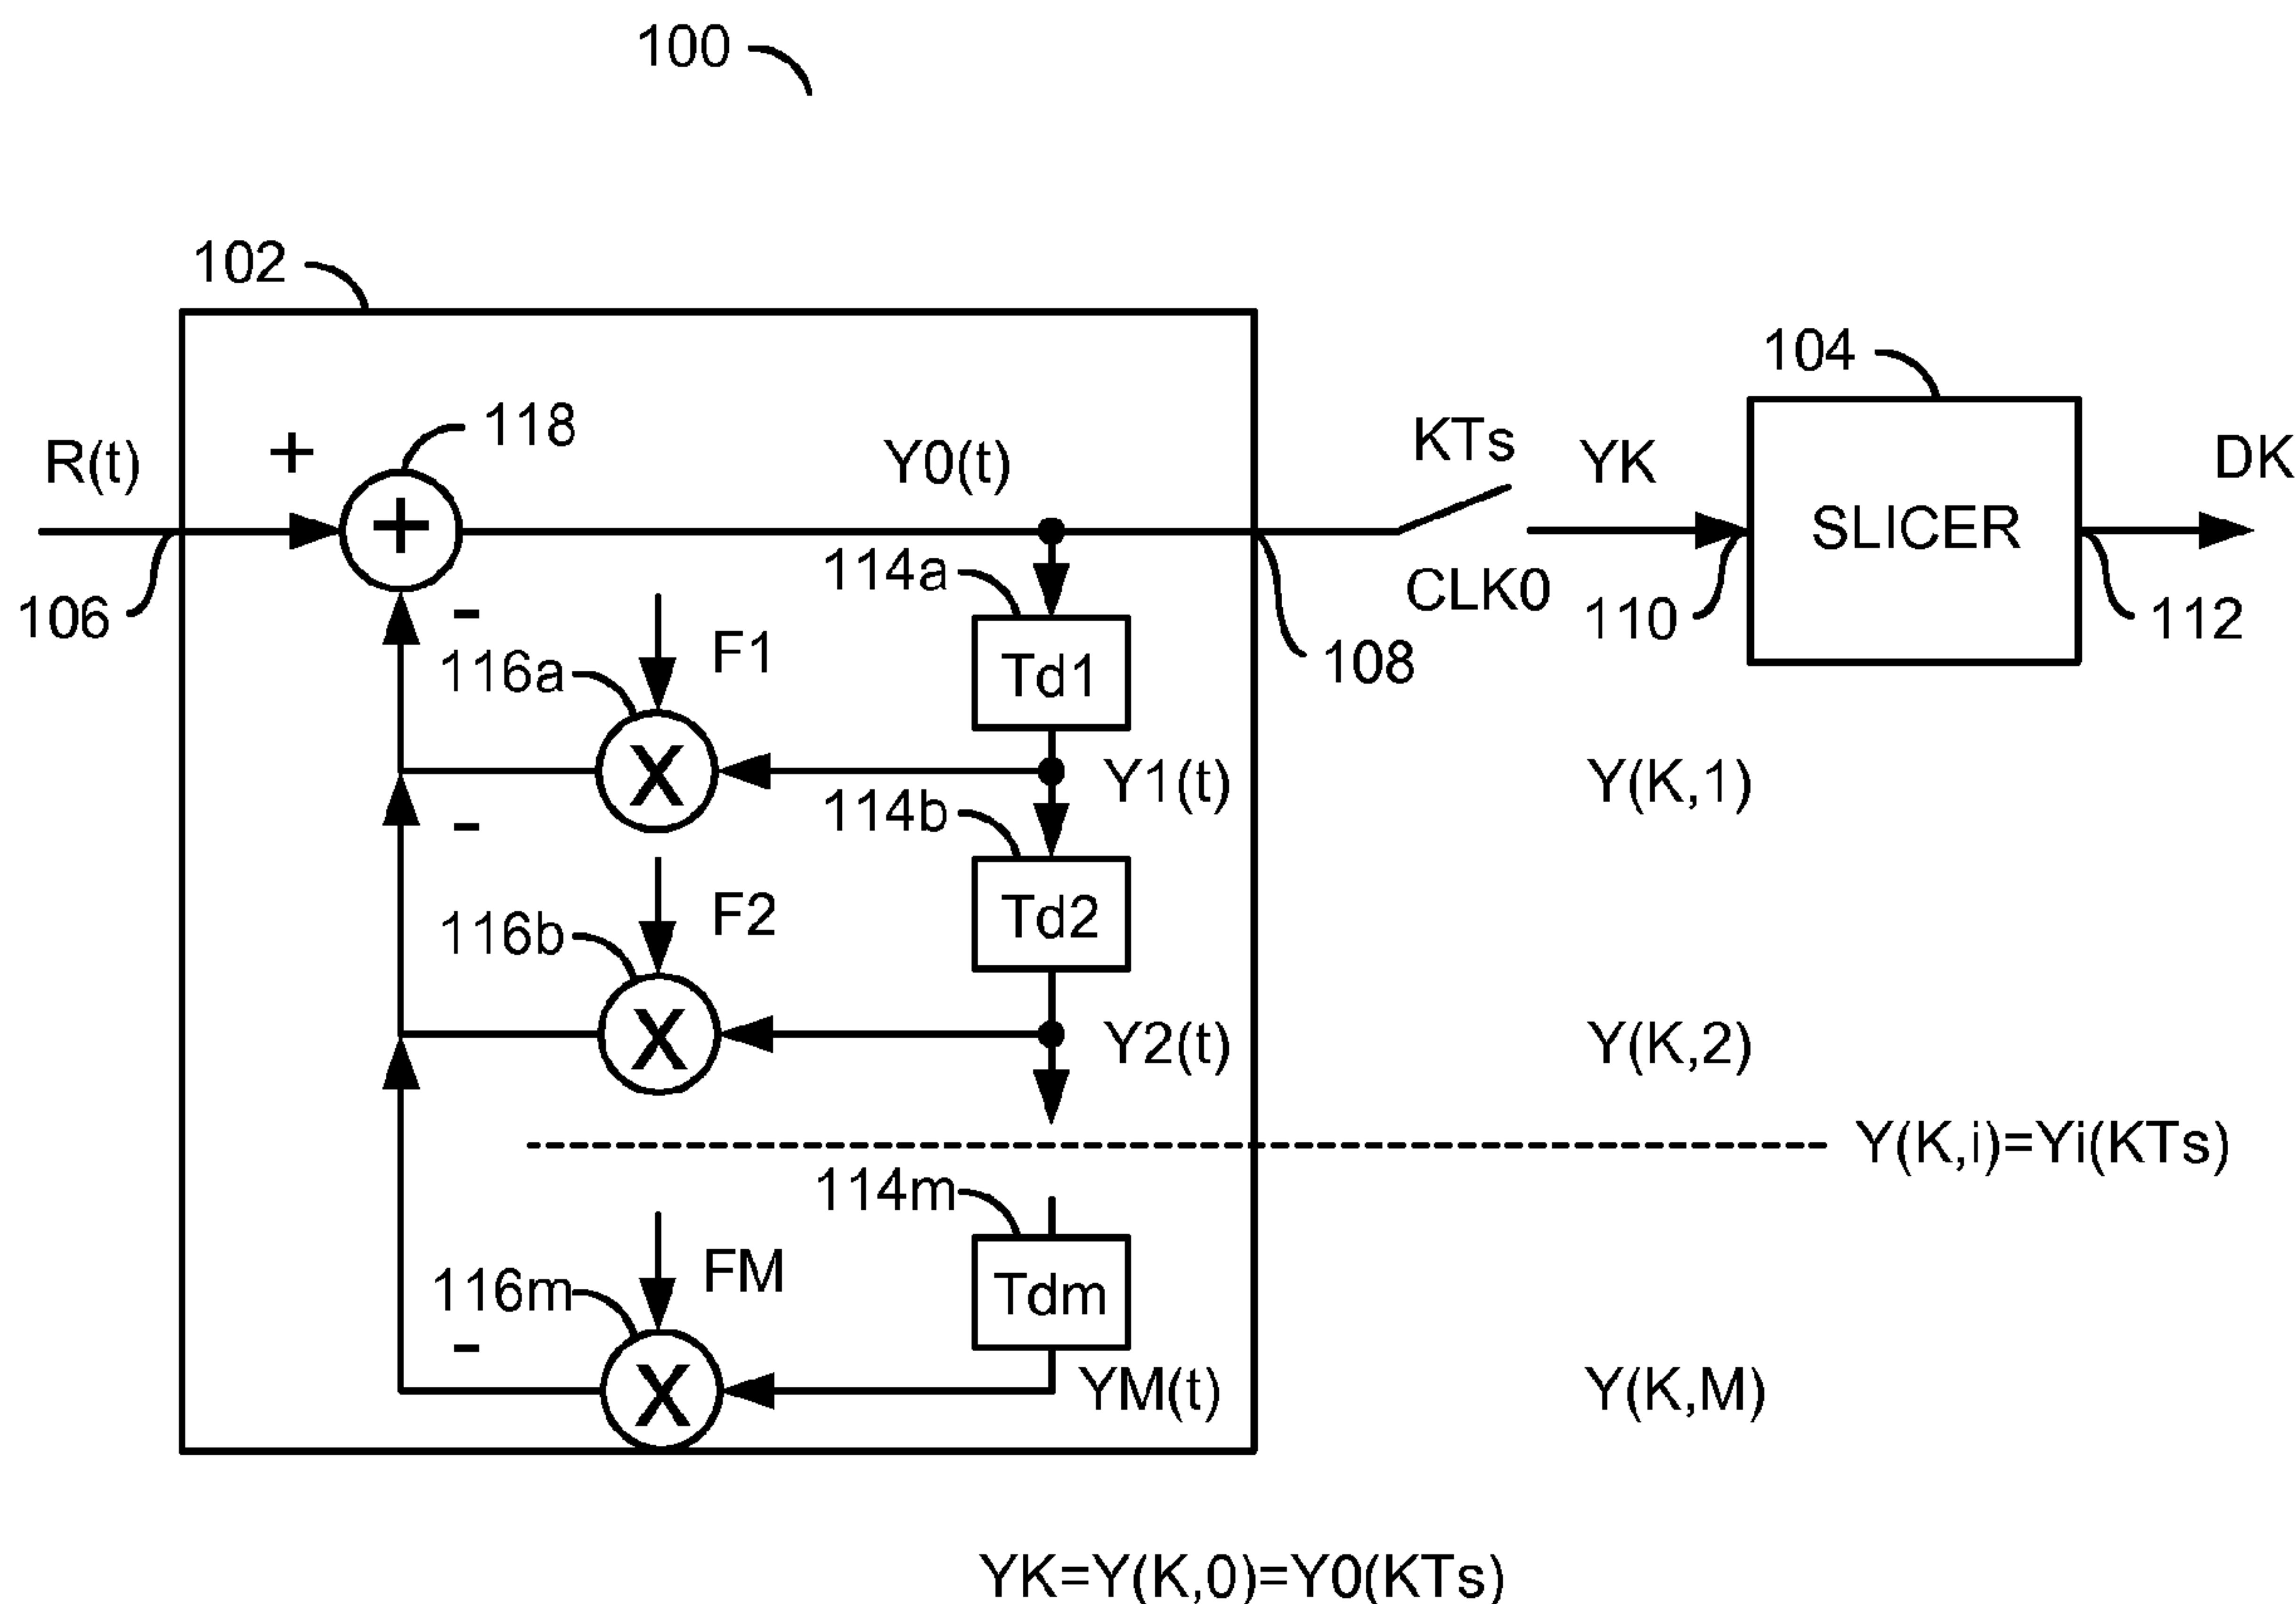 100
102
104
118
R(t)
+
Y0(t)
KTs
YK
DK
+
SLICER
114a
CLK0
106
-
110
112
F1
108
116a
Td1
X
Y1(t)
Y(K,1)
114b
-
F2
Td2
116b
X
Y2(t)
Y(K,2)
Y(K,i)=Yi(KTs)
114m
FM
116m
Tdm
-
X
YM(t)
Y(K,M)
YK=Y(K,0)=Y0(KTs)